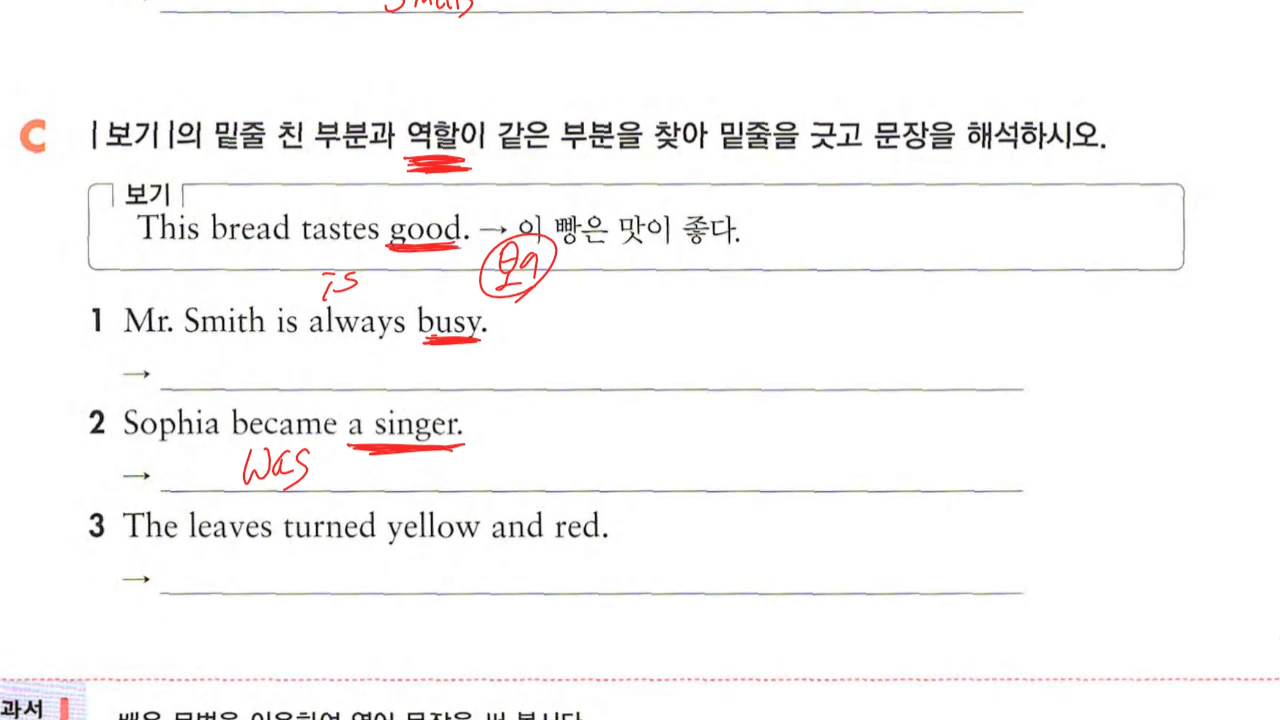 C |보기|의 밑줄 친 부분과 역할이 같은 부분을 찾아 밑줄을 긋고 문장을 해석하시오.
보기
This bread tastes good. → 이 빵은 맛이 좋다.
보어
is
1 Mr. Smith is always busy.
→
2 Sophia became a singer.
→ was
3 The leaves turned yellow and red.
→
과서